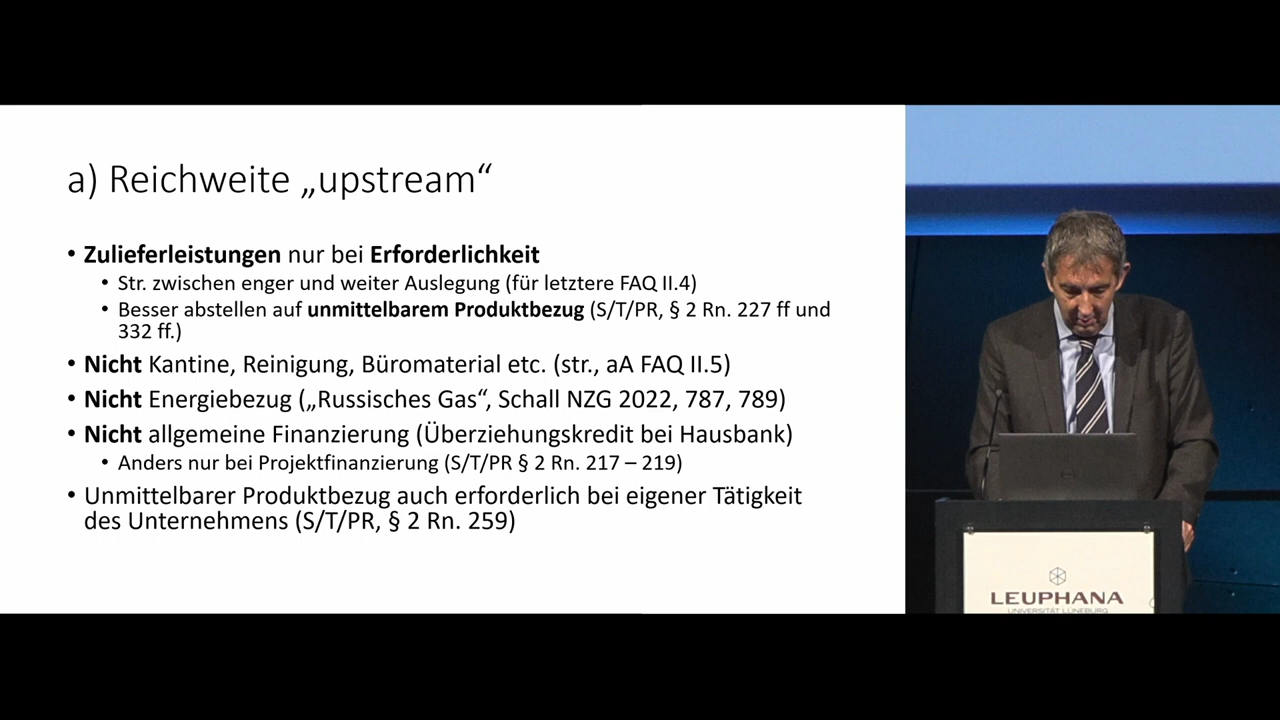 a) Reichweite „upstream“
• Zulieferleistungen nur bei Erforderlichkeit
• Str. zwischen enger und weiter Auslegung (für letztere FAQ II.4)
• Besser abstellen auf unmittelbarem Produktbezug (S/T/PR, § 2 Rn. 227 ff und
332 ff.)
• Nicht Kantine, Reinigung, Büromaterial etc. (str., aA FAQ II.5)
• Nicht Energiebezug („Russisches Gas“, Schall NZG 2022, 787, 789)
• Nicht allgemeine Finanzierung (Überziehungskredit bei Hausbank)
• Anders nur bei Projektfinanzierung (S/T/PR § 2 Rn. 217 – 219)
• Unmittelbarer Produktbezug auch erforderlich bei eigener Tätigkeit
des Unternehmens (S/T/PR, § 2 Rn. 259)
LEUPHANA
UNIVERSITÄT LÜNEBURG